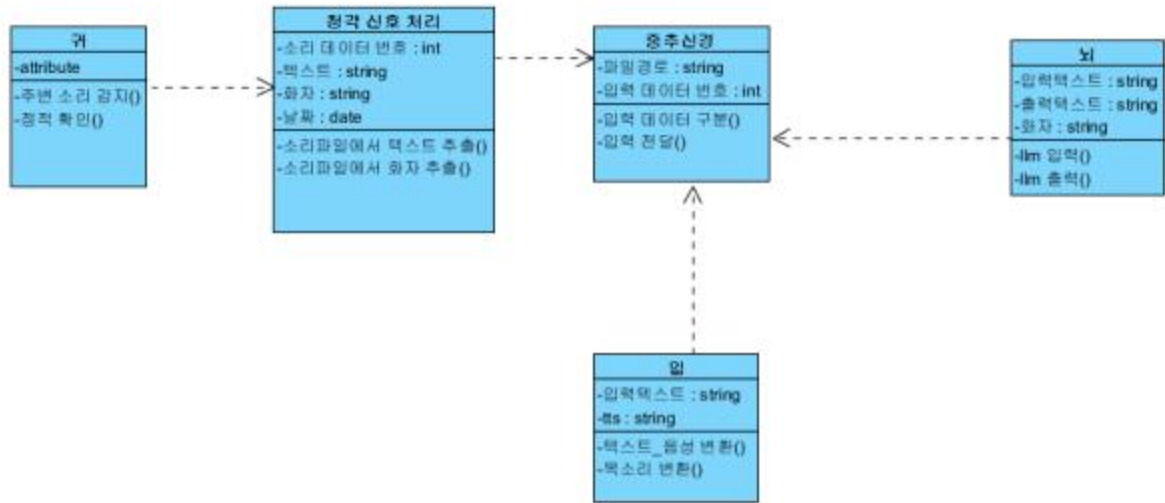 귀
-attribute
-주변 소리 감지()
-정적 확인()
청각 신호 처리
-소리 데이터 번호 : int
-텍스트 : string
-화자 : string
-날짜 : date
-소리파일에서 텍스트 추출()
-소리파일에서 화자 추출()
중추신경
-파일경로 : string
-입력 데이터 번호 : int
-입력 데이터 구분()
-입력 전달()
뇌
-입력텍스트 : string
-출력텍스트 : string
-화자 : string
-llm 입력()
-llm 출력()
입
-입력텍스트 : string
-tts : string
-텍스트_음성 변환()
-목소리 변환()